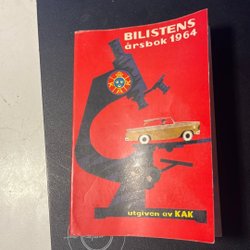 BILISTENS
årsbok 1964
utgiven av KAK